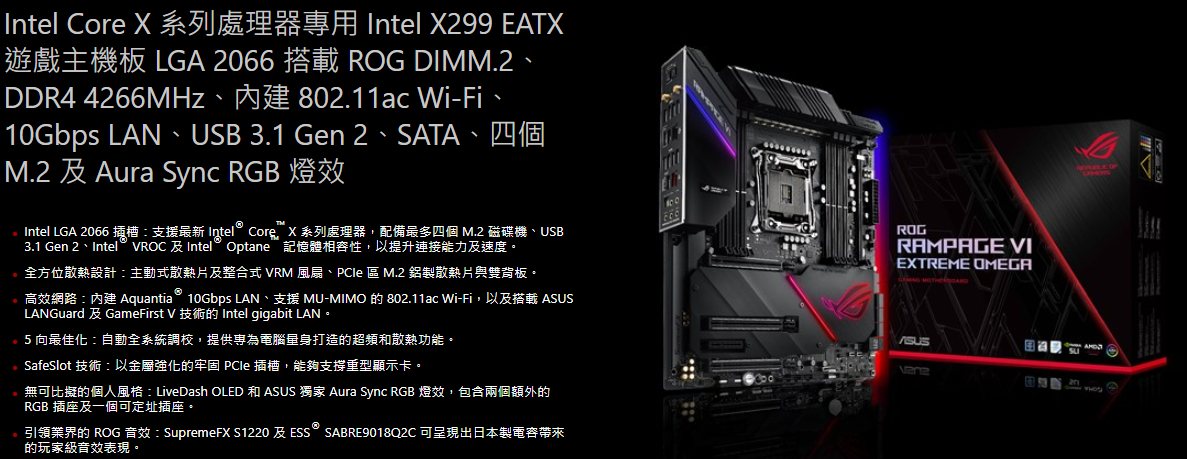 Intel Core X 系列處理器專用 Intel X299 EATX
遊戲主機板 LGA 2066 搭載 ROG DIMM.2、
DDR4 4266MHz、內建 802.11ac Wi-Fi、
10Gbps LAN、USB 3.1 Gen 2、SATA、四個
M.2 及 Aura Sync RGB 燈效
Intel LGA 2066 插槽：支援最新 Intel® Core™ X 系列處理器，配備最多四個 M.2 磁碟機、USB
3.1 Gen 2、Intel® VROC 及 Intel® Optane™ 記憶體相容性，以提升連接能力及速度。
全方位散熱設計：主動式散熱片及整合式 VRM 風扇、PCIe 區 M.2 鋁製散熱片與雙背板。
高效網路：內建 Aquantia® 10Gbps LAN、支援 MU-MIMO 的 802.11ac Wi-Fi，以及搭載 ASUS
LANGuard 及 GameFirst V 技術的 Intel gigabit LAN。
5 向最佳化：自動全系統調校，提供專為電腦量身打造的超頻和散熱功能。
SafeSlot 技術：以金屬強化的牢固 PCIe 插槽，能夠支撐重型顯示卡。
無可比擬的個人風格：LiveDash OLED 和 ASUS 獨家 Aura Sync RGB 燈效，包含兩個額外的
RGB 插座及一個可定址插座。
引領業界的 ROG 音效：SupremeFX S1220 及 ESS® SABRE9018Q2C 可呈現出日本製電容帶來
的玩家級音效表現。
RAMPAGE VI
REPUBLIC OF
GAMERS
ROG
RAMPAGE VI
EXTREME OMEGA
GAMING MOTHERBOARD
ASUS
SLI
AMD